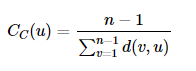 C_C(u) = \frac{n-1}{\sum_{v=1}^{n-1} d(v,u)}